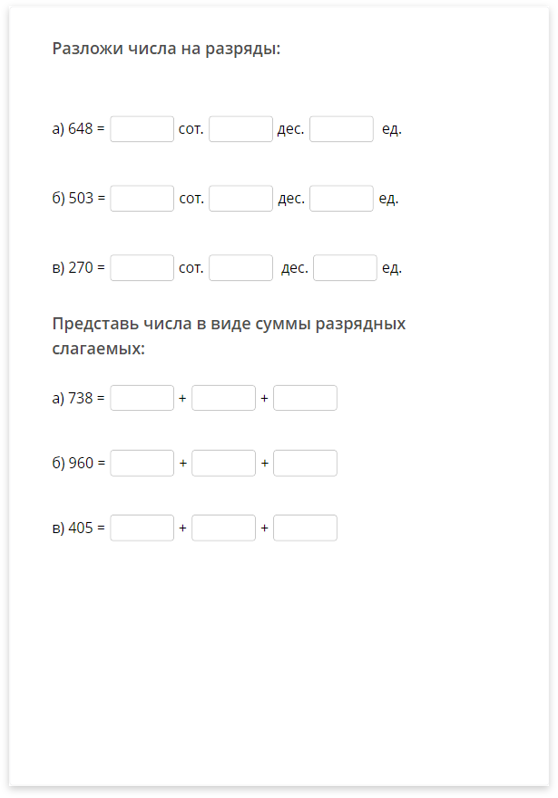 Разложи числа на разряды:
а) 648 = сот. дес. ед.
б) 503 = сот. дес. ед.
в) 270 = сот. дес. ед.
Представь числа в виде суммы разрядных
слагаемых:
а) 738 = + +
б) 960 = + +
в) 405 = + +